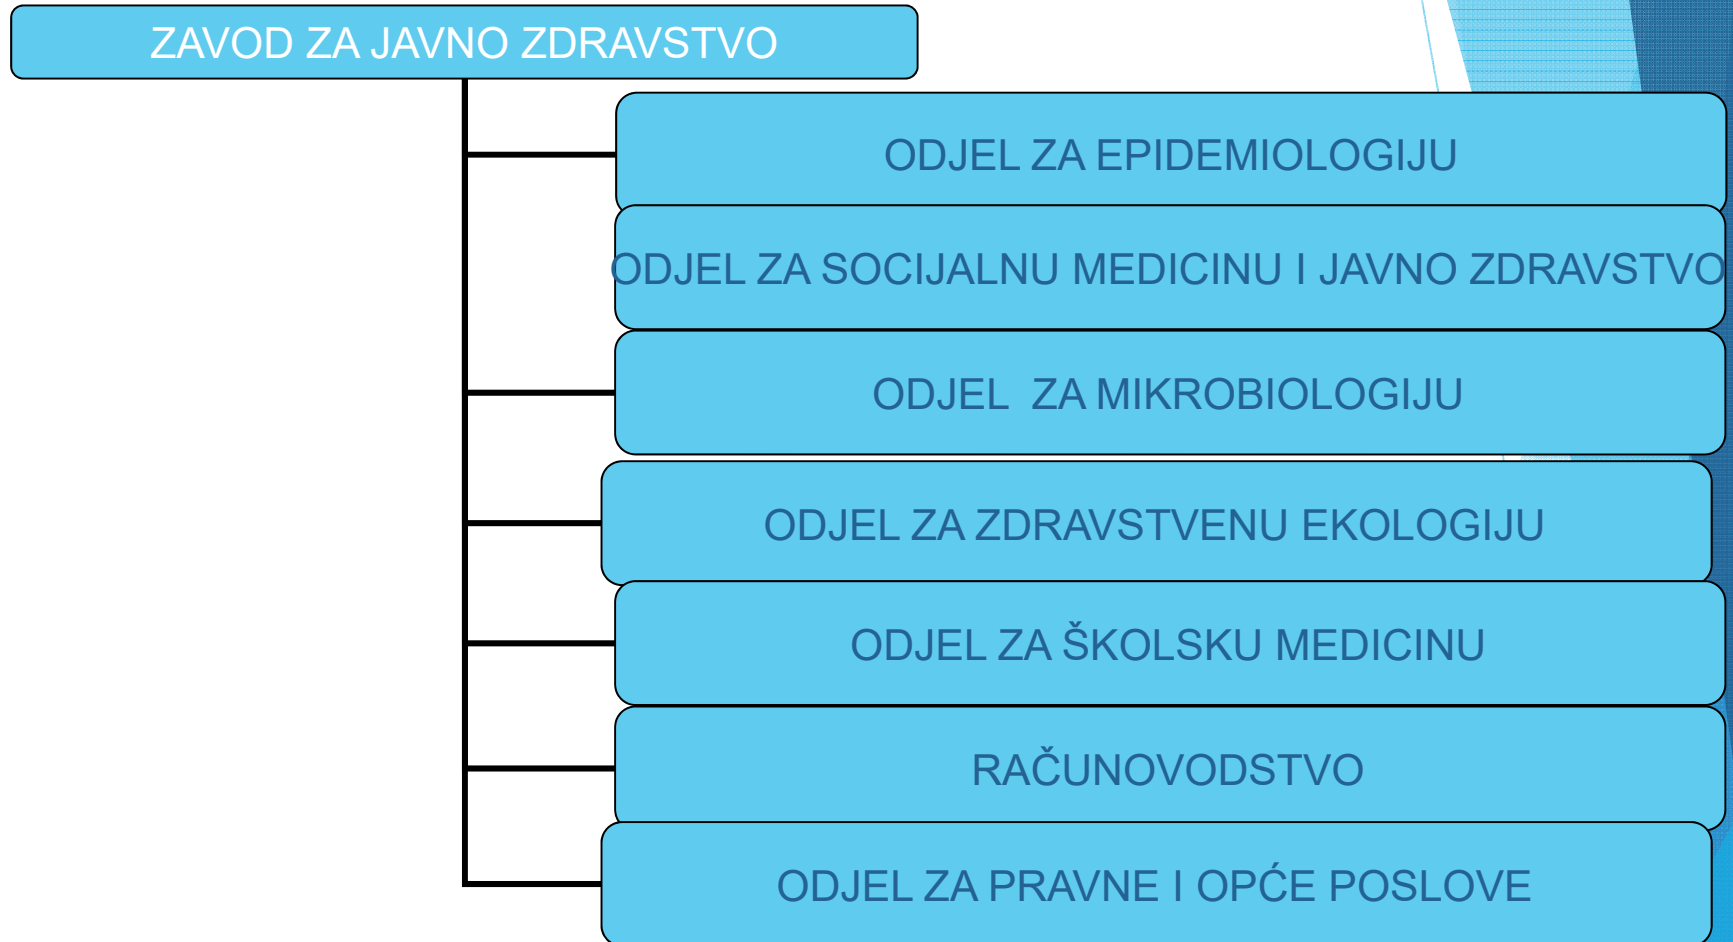 ZAVOD ZA JAVNO ZDRAVSTVO
ODJEL ZA EPIDEMIOLOGIJU
ODJEL ZA SOCIJALNU MEDICINU I JAVNO ZDRAVSTVO
ODJEL ZA MIKROBIOLOGIJU
ODJEL ZA ZDRAVSTVENU EKOLOGIJU
ODJEL ZA ŠKOLSKU MEDICINU
RAČUNOVODSTVO
ODJEL ZA PRAVNE I OPĆE POSLOVE